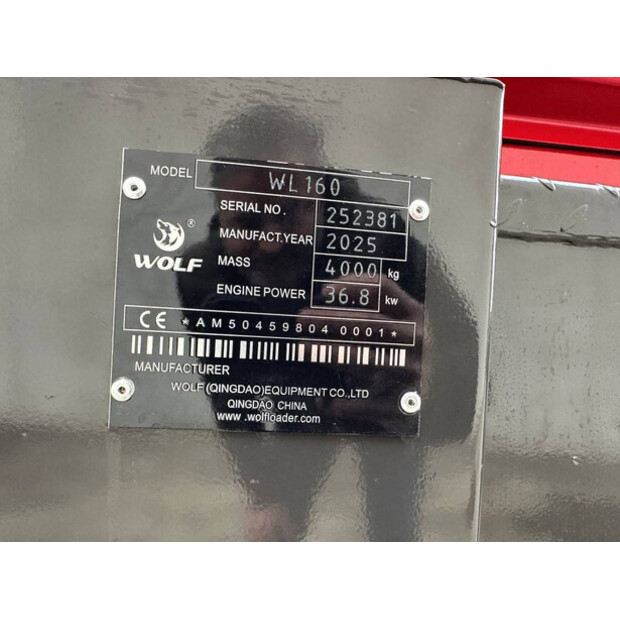 MODEL WL160
SERIAL NO. 252381
MANUFACT.YEAR 2025
MASS 4000 kg
ENGINE POWER 36.8 kw
®
WOLF
CE *AM50459804 0001*
MANUFACTURER
WOLF (QINGDAO)EQUIPMENT CO.,LTD
QINGDAO CHINA
www.wolfloader.com